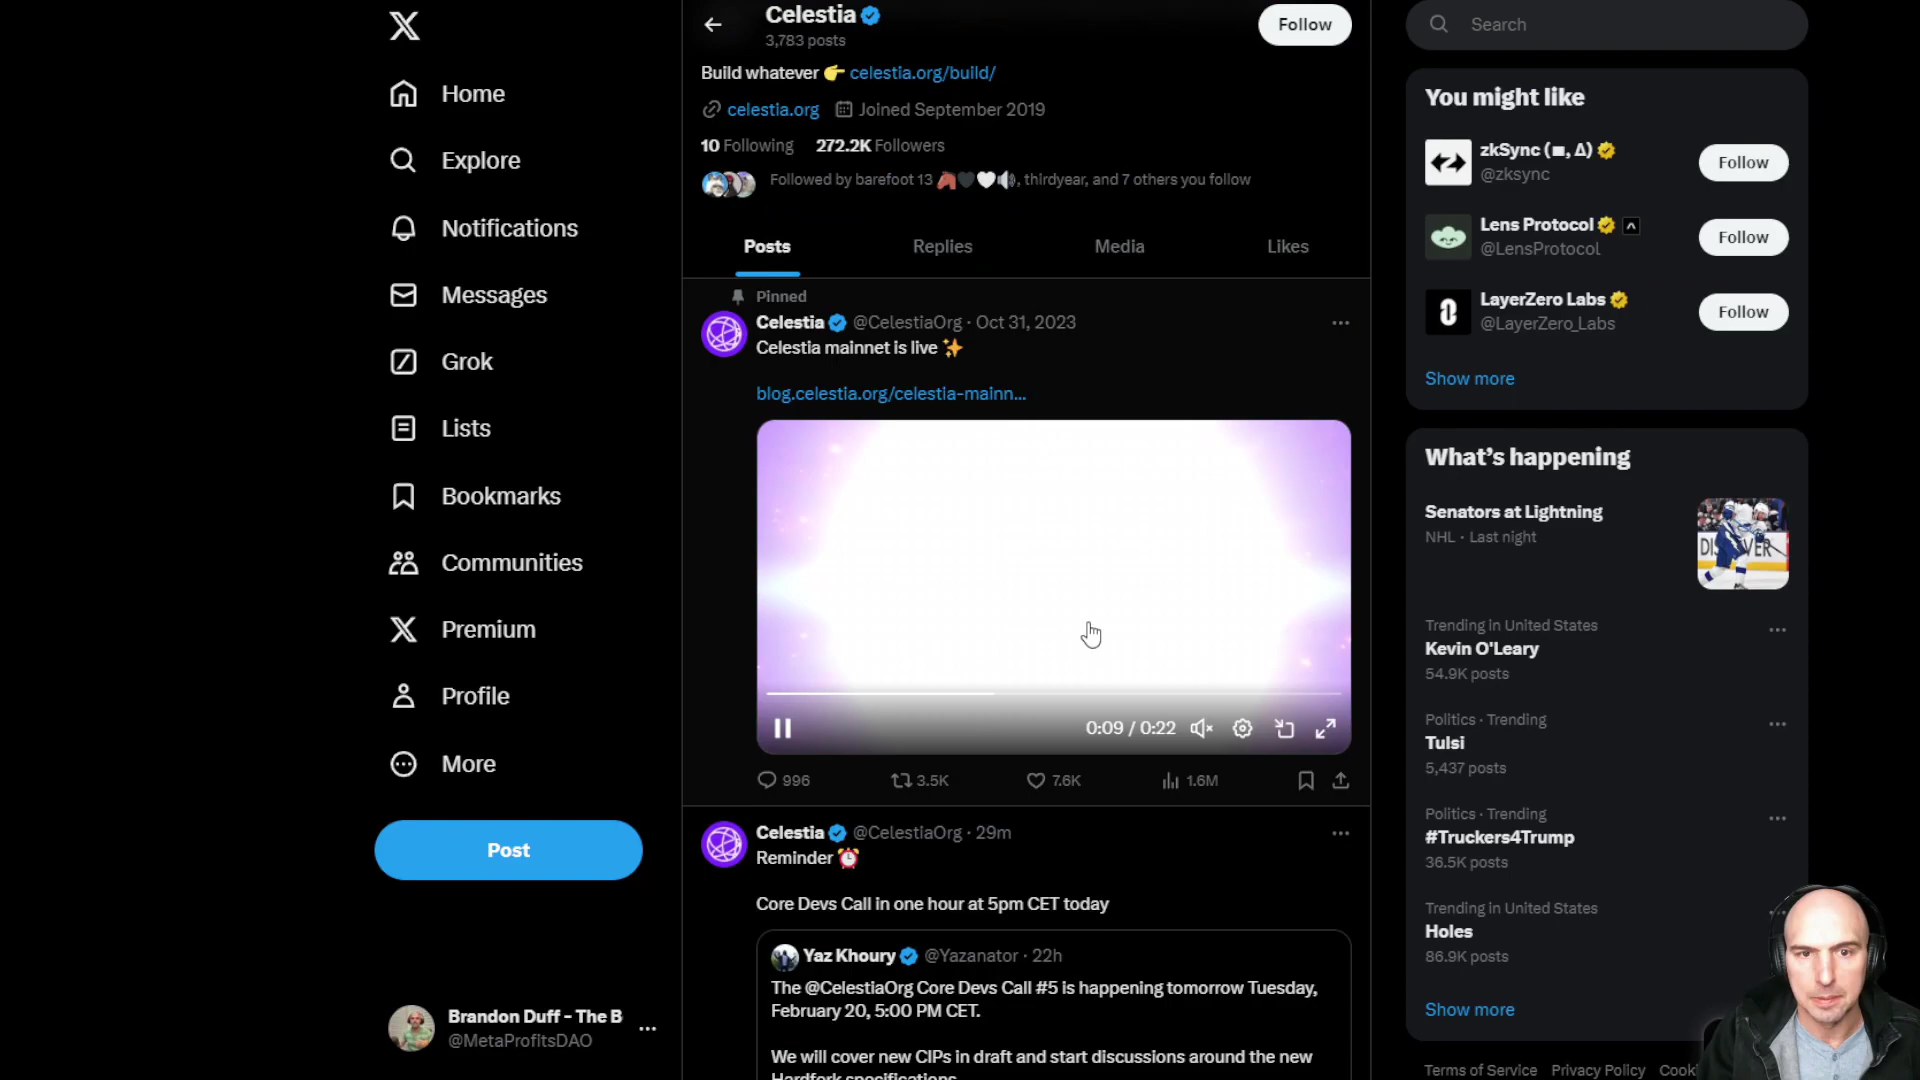 Home
Explore
Notifications
Messages
Grok
Lists
Bookmarks
Communities
Premium
Profile
More
Post
Brandon Duff - The B
@MetaProfitsDAO
Celestia
3,783 posts
Follow
Build whatever 👉 celestia.org/build/
celestia.org Joined September 2019
10 Following 272.2K Followers
Followed by barefoot 13 🐴🖤🤍🔊, thirdyear, and 7 others you follow
Posts Replies Media Likes
Pinned
Celestia @CelestiaOrg · Oct 31, 2023
Celestia mainnet is live ✨
blog.celestia.org/celestia-mainn...
0:09 / 0:22
996 3.5K 7.6K 1.6M
Celestia @CelestiaOrg · 29m
Reminder ⏰
Core Devs Call in one hour at 5pm CET today
Yaz Khoury @Yazanator · 22h
The @CelestiaOrg Core Devs Call #5 is happening tomorrow Tuesday,
February 20, 5:00 PM CET.
We will cover new CIPs in draft and start discussions around the new
Hardfork specifications
Search
You might like
zkSync (∎, ∆)
@zksync
Follow
Lens Protocol
@LensProtocol
Follow
LayerZero Labs
@LayerZero_Labs
Follow
Show more
What's happening
Senators at Lightning
NHL · Last night
Trending in United States
Kevin O'Leary
54.9K posts
Politics · Trending
Tulsi
5,437 posts
Politics · Trending
#Truckers4Trump
36.5K posts
Trending in United States
Holes
86.9K posts
Show more
Terms of Service Privacy Policy Cook